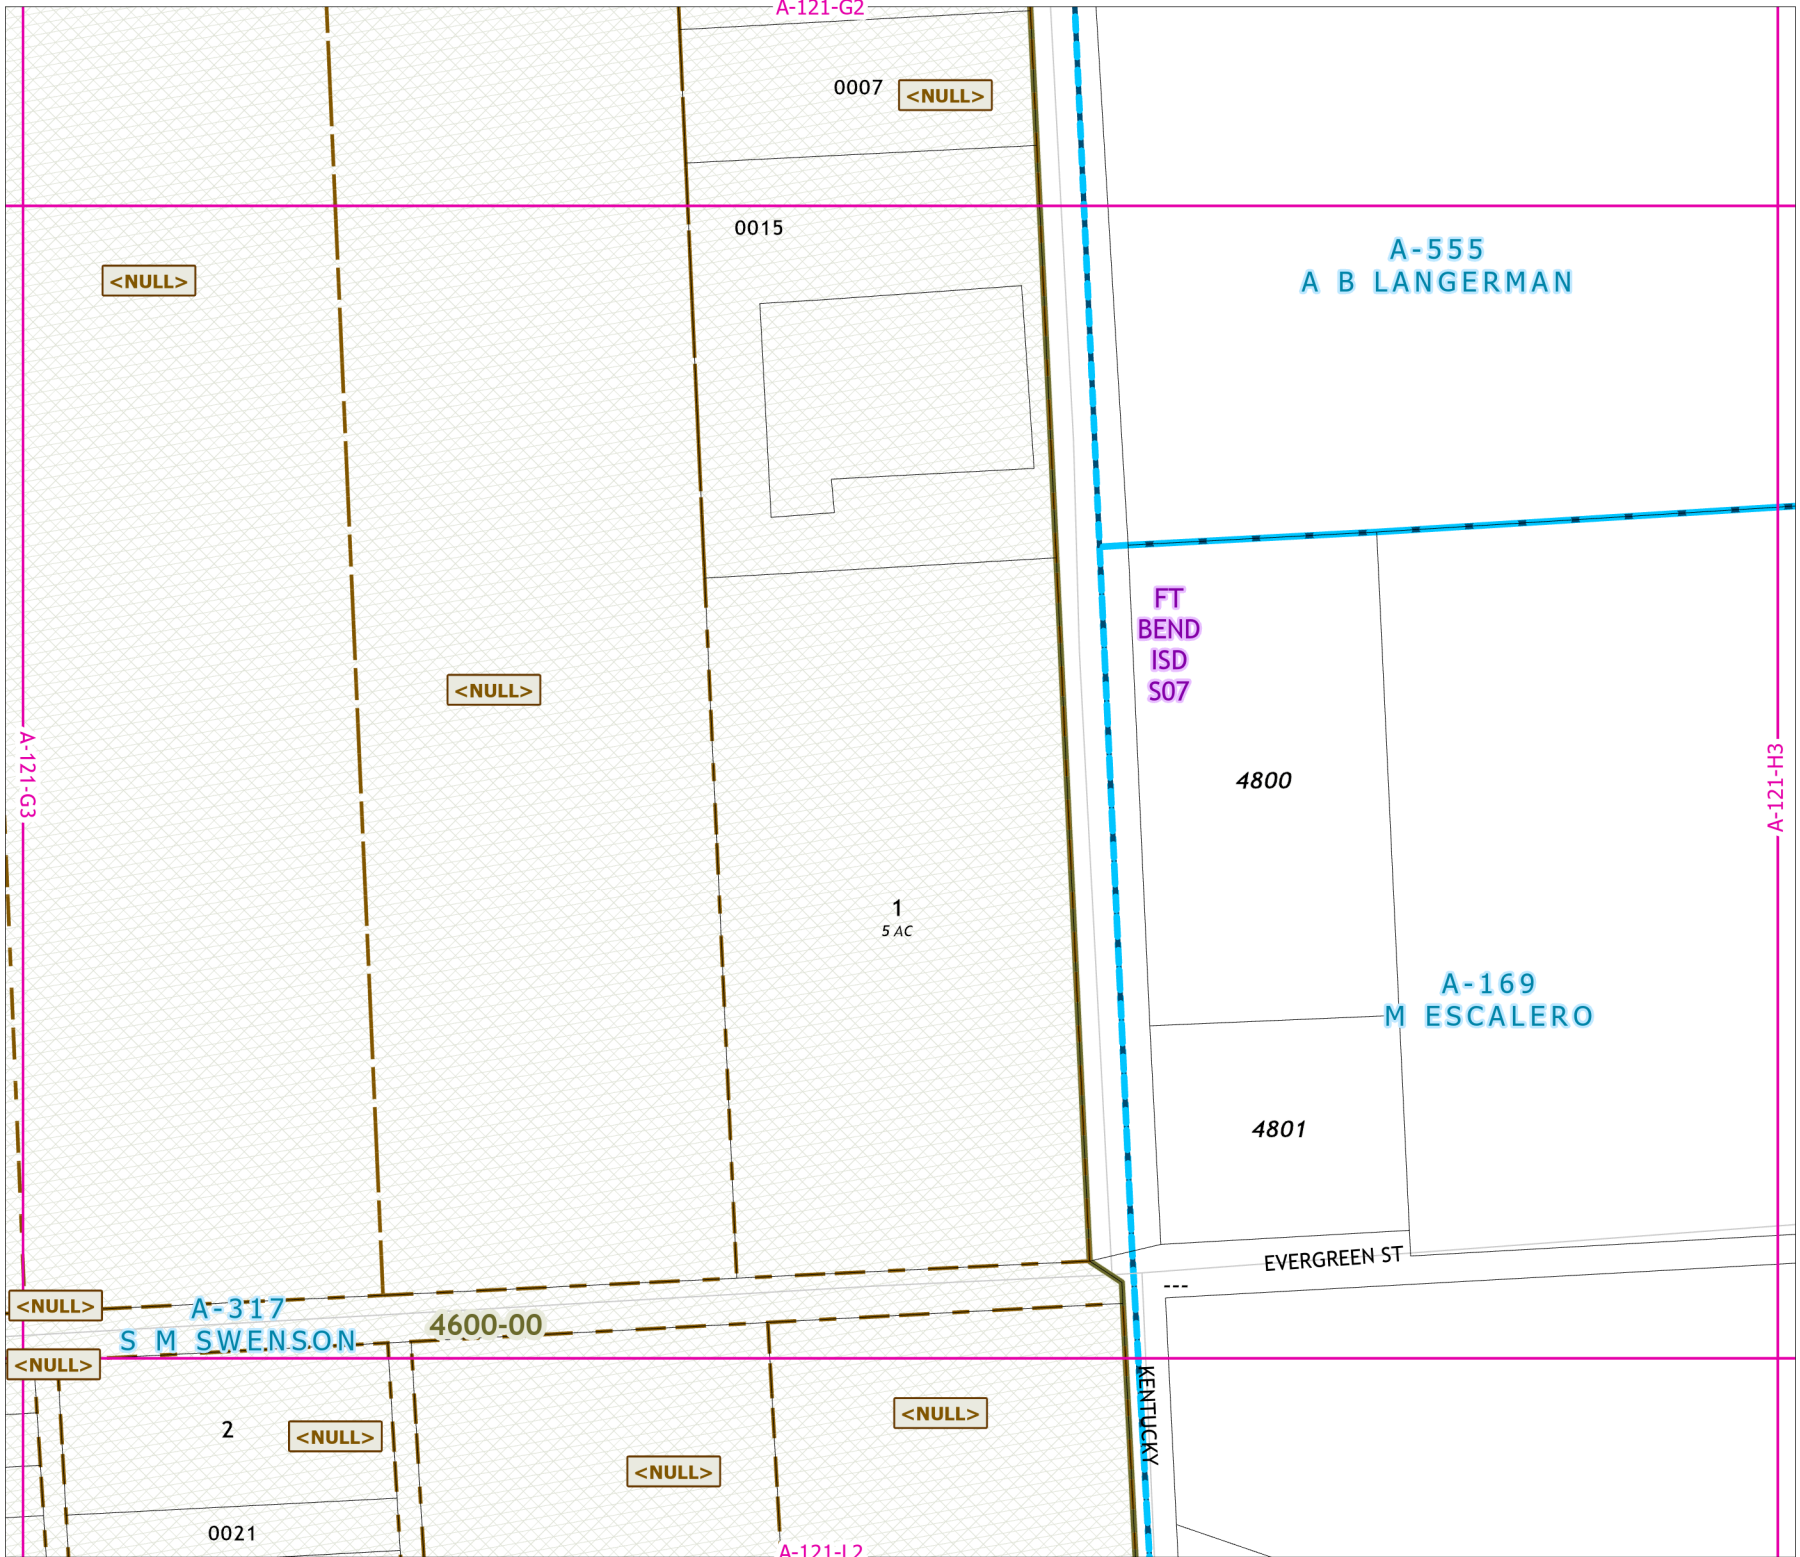 A-121-G2
0007
<NULL>
0015
A-555
A B LANGERMAN
<NULL>
FT
BEND
ISD
S07
<NULL>
A-121-G3
4800
A-121-H3
1
5 AC
A-169
M ESCALERO
4801
EVERGREEN ST
---
<NULL>
A-317
S M SWENSON
4600-00
<NULL>
KENTUCKY
2
<NULL>
<NULL>
<NULL>
0021
A-121-L2